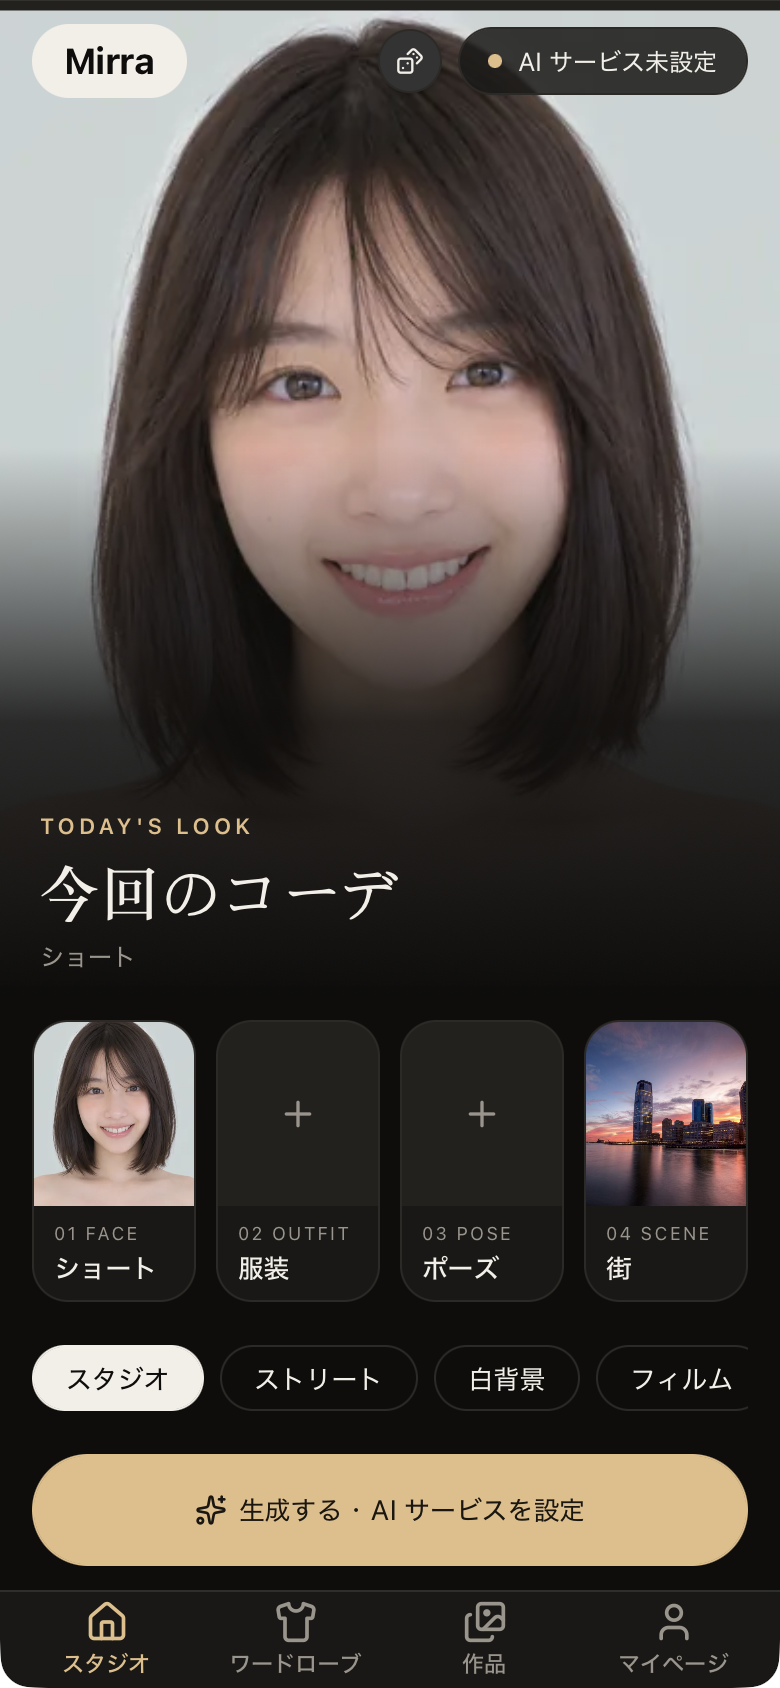 Mirra
AI サービス未設定
TODAY'S LOOK
今回のコーデ
ショート
01 FACE
ショート
02 OUTFIT
服装
03 POSE
ポーズ
04 SCENE
街
スタジオ
ストリート
白背景
フィルム
生成する · AI サービスを設定
スタジオ
ワードローブ
作品
マイページ